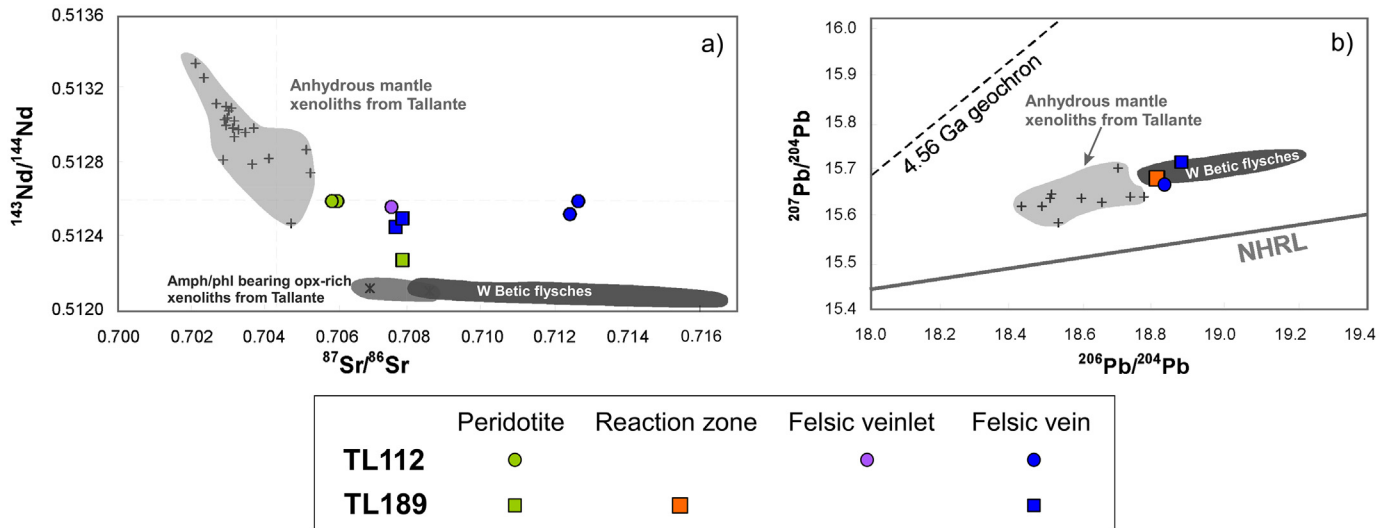 a)
0.5136
0.5132
0.5128
0.5124
0.5120
¹⁴³Nd/¹⁴⁴Nd
Anhydrous mantle
xenoliths from Tallante
Amph/phl bearing opx-rich
xenoliths from Tallante
W Betic flysches
0.700 0.702 0.704 0.706 0.708 0.710 0.712 0.714 0.716
⁸⁷Sr/⁸⁶Sr
b)
16.0
15.9
15.8
15.7
15.6
15.5
15.4
²⁰⁷Pb/²⁰⁴Pb
4.56 Ga geochron
Anhydrous mantle
xenoliths from Tallante
W Betic flysches
NHRL
18.0 18.2 18.4 18.6 18.8 19.0 19.2 19.4
²⁰⁶Pb/²⁰⁴Pb
Peridotite Reaction zone Felsic veinlet Felsic vein
TL112
TL189